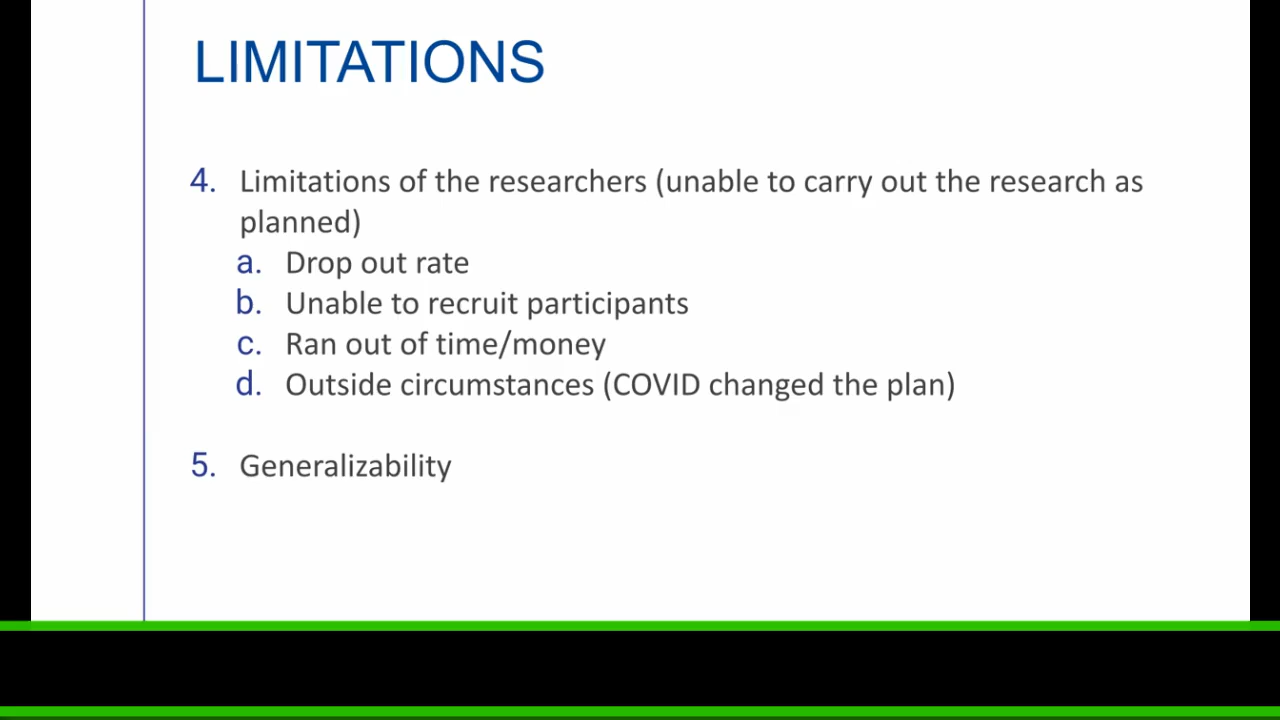 LIMITATIONS
4. Limitations of the researchers (unable to carry out the research as
planned)
a. Drop out rate
b. Unable to recruit participants
c. Ran out of time/money
d. Outside circumstances (COVID changed the plan)
5. Generalizability